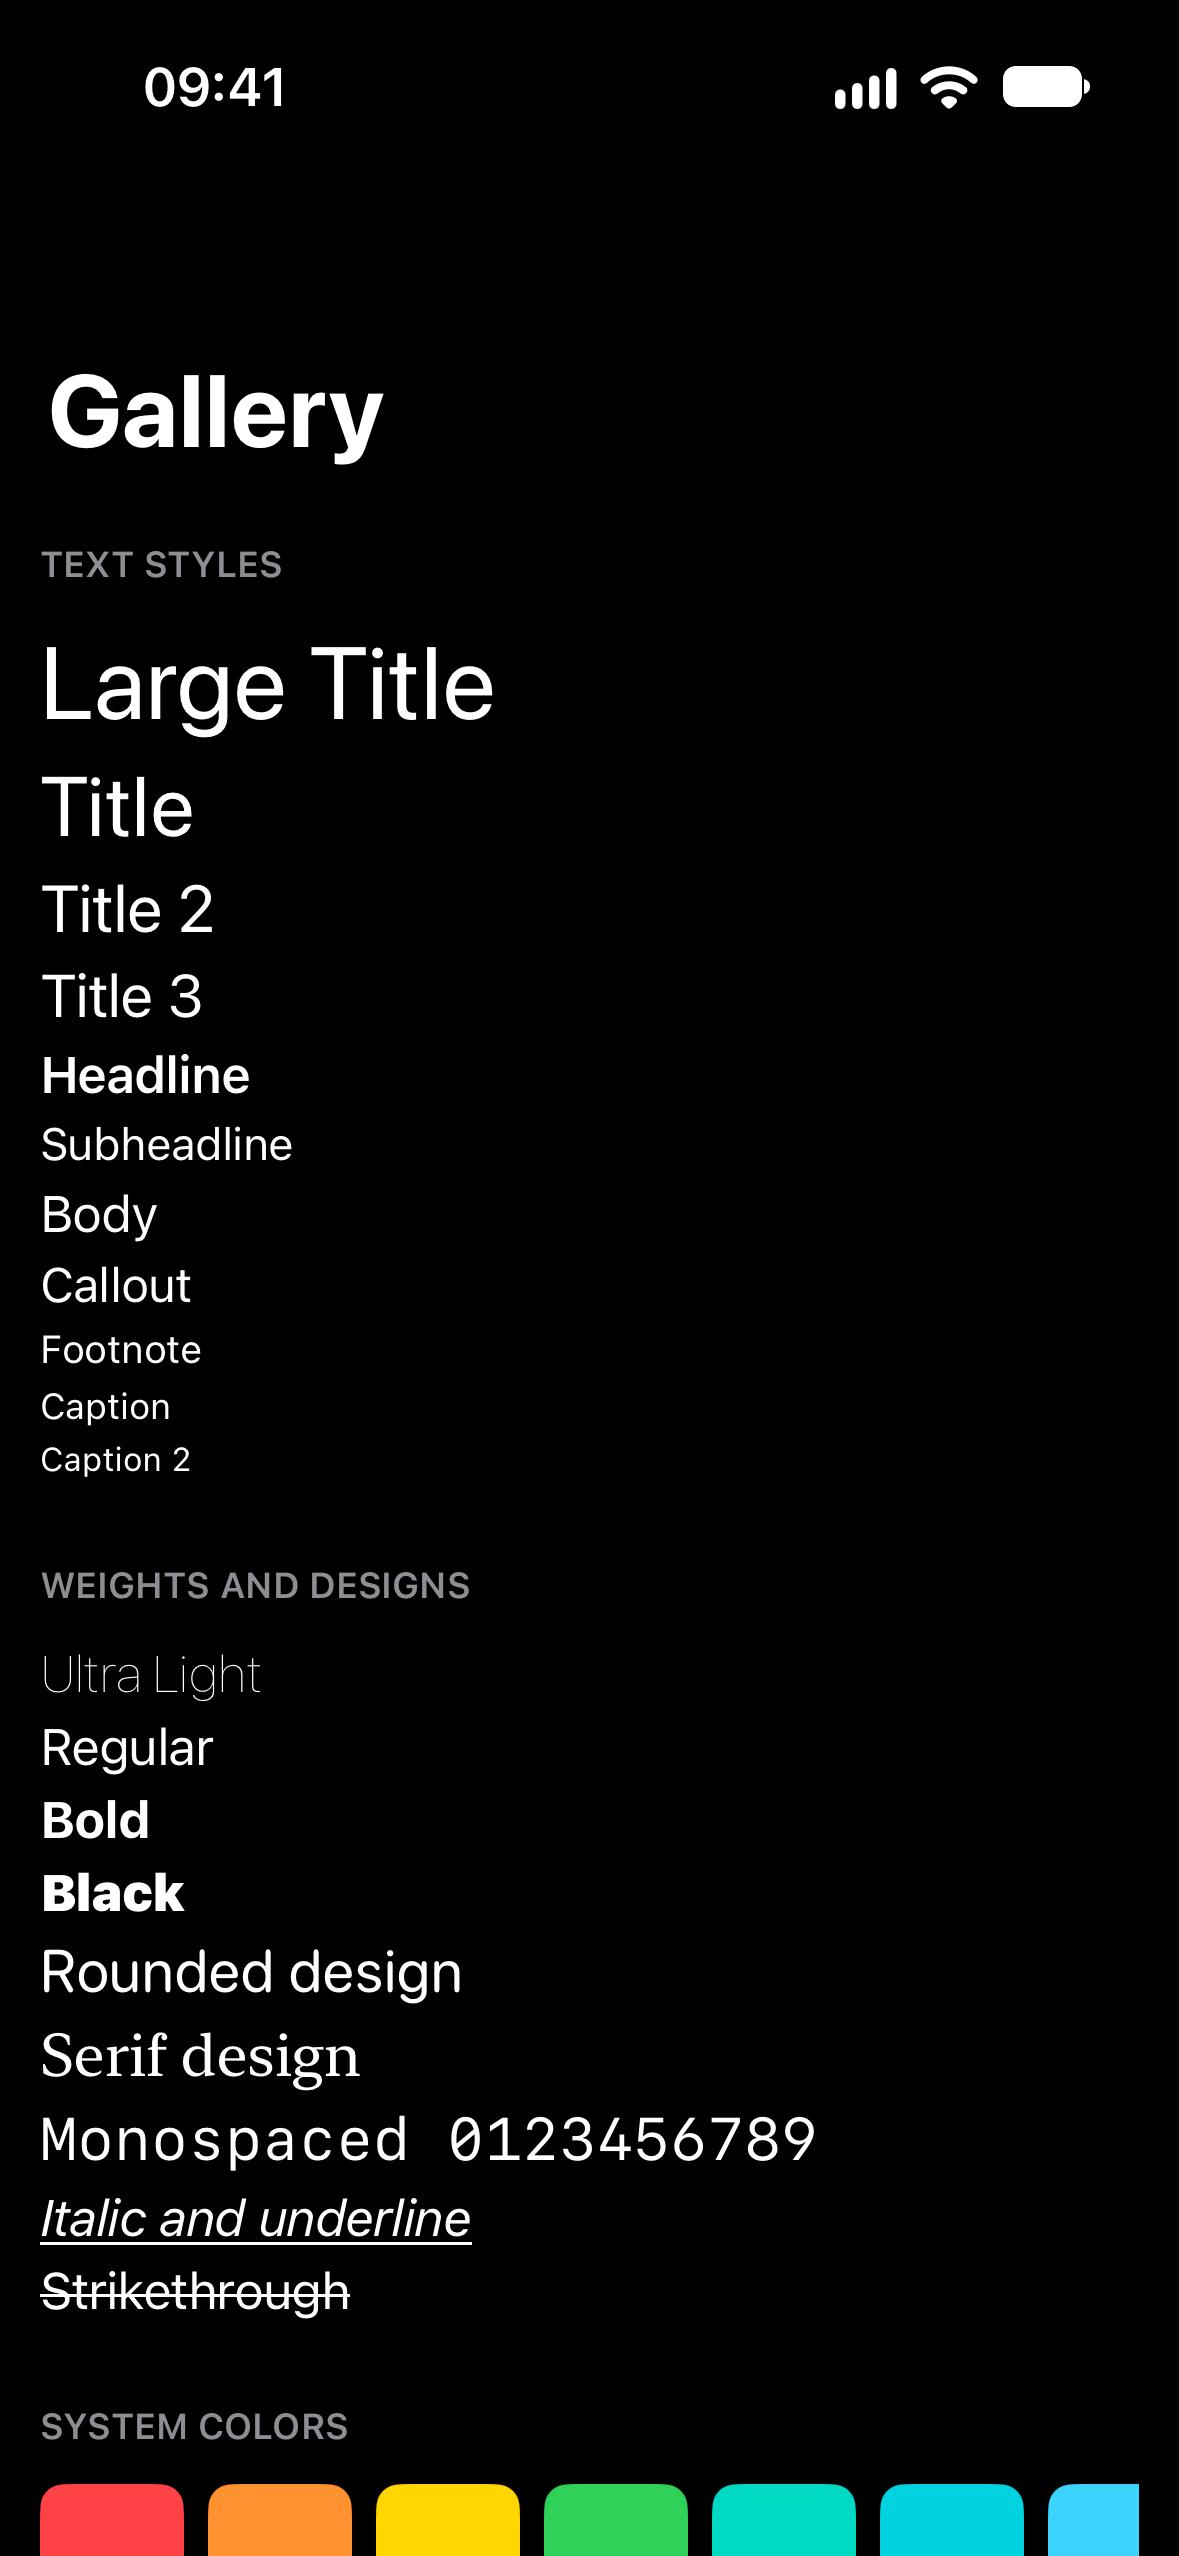 09:41
Gallery
TEXT STYLES
Large Title
Title
Title 2
Title 3
Headline
Subheadline
Body
Callout
Footnote
Caption
Caption 2
WEIGHTS AND DESIGNS
Ultra Light
Regular
Bold
Black
Rounded design
Serif design
Monospaced 0123456789
Italic and underline
Strikethrough
SYSTEM COLORS